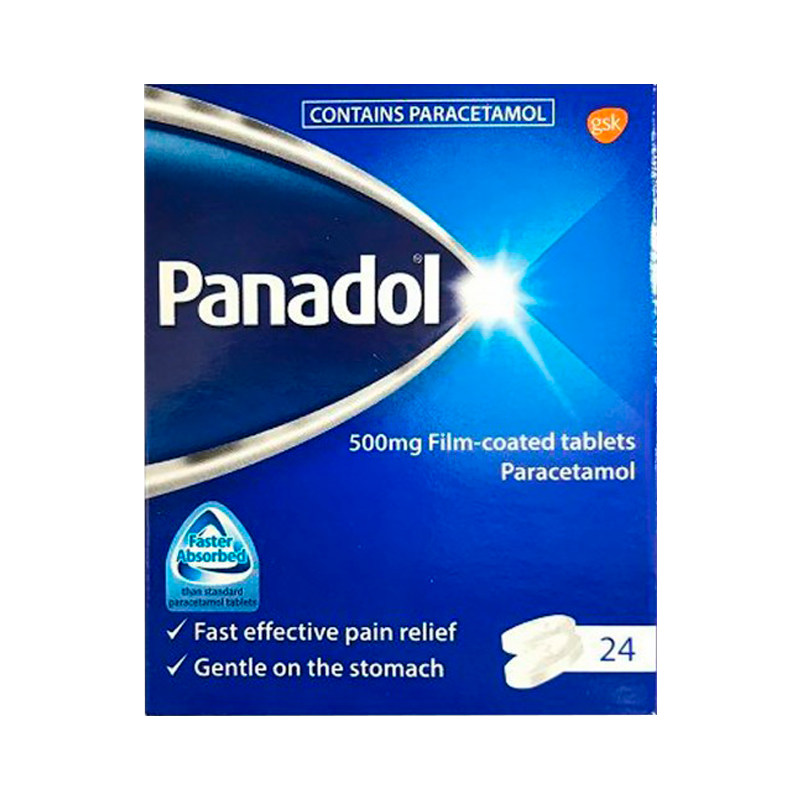 CONTAINS PARACETAMOL
gsk
Panadol®
500mg Film-coated tablets
Paracetamol
Faster
Absorbed
than standard
paracetamol tablets
✓ Fast effective pain relief
✓ Gentle on the stomach
24